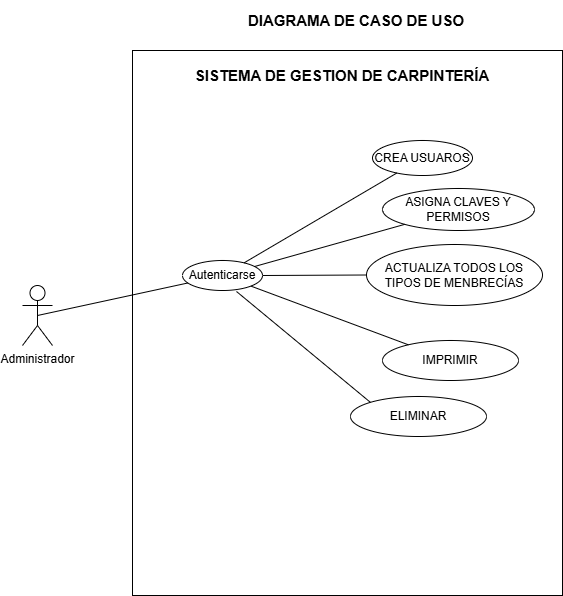 DIAGRAMA DE CASO DE USO
SISTEMA DE GESTION DE CARPINTERÍA
CREA USUAROS
ASIGNA CLAVES Y
PERMISOS
Autenticarse
ACTUALIZA TODOS LOS
TIPOS DE MENBRECÍAS
Administrador
IMPRIMIR
ELIMINAR